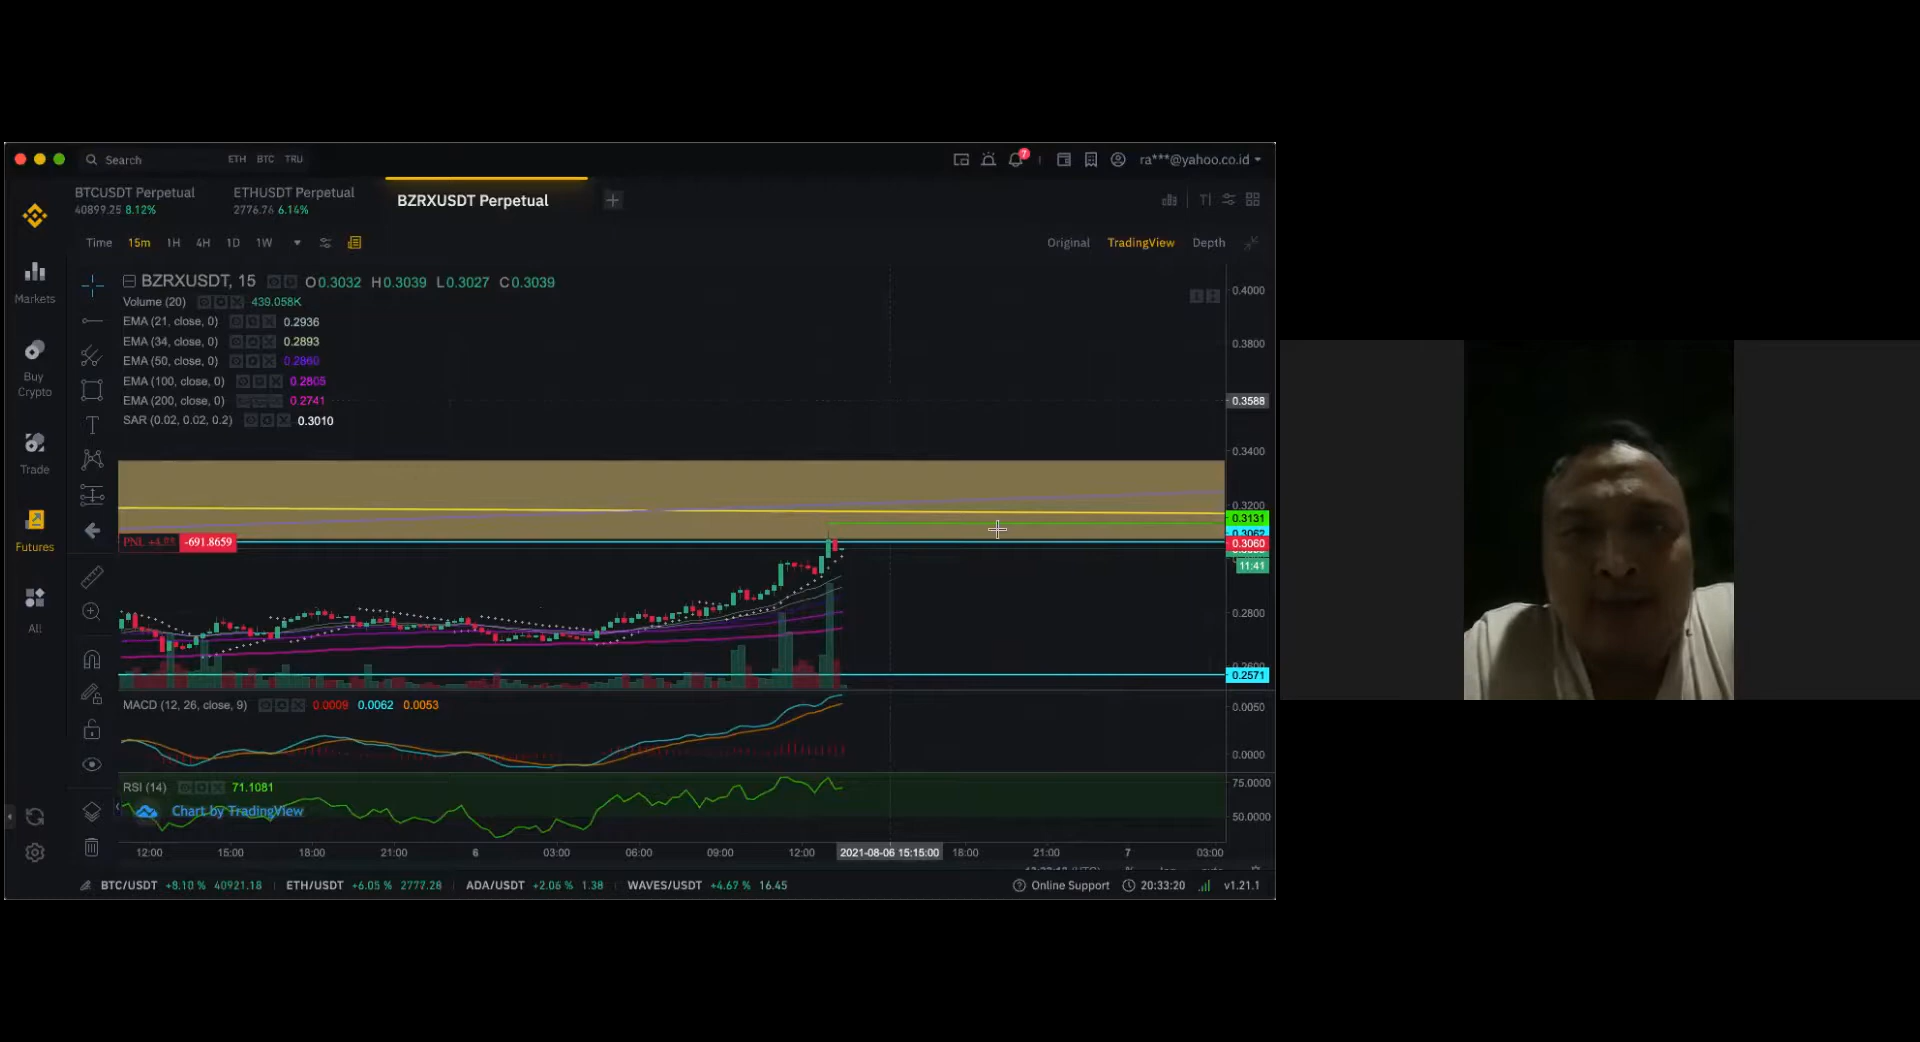 Search ETH BTC TRU 7 ra***@yahoo.co.id
BTCUSDT Perpetual
40899.25 8.12%
ETHUSDT Perpetual
2776.76 6.14%
BZRXUSDT Perpetual
Time 15m 1H 4H 1D 1W
Original TradingView Depth
Markets
Buy
Crypto
Trade
Futures
All
BZRXUSDT, 15 O0.3032 H0.3039 L0.3027 C0.3039
Volume (20) 439.058K
EMA (21, close, 0) 0.2936
EMA (34, close, 0) 0.2893
EMA (50, close, 0) 0.2860
EMA (100, close, 0) 0.2805
EMA (200, close, 0) 0.2741
SAR (0.02, 0.02, 0.2) 0.3010
0.4000
0.3800
0.3588
0.3400
0.3200
0.3131
PNL -691.8659
0.3060
11:41
0.2800
0.2571
MACD (12, 26, close, 9) 0.0009 0.0062 0.0053
0.0050
0.0000
RSI (14) 71.1081
75.0000
50.0000
Chart by TradingView
12:00 15:00 18:00 21:00 6 03:00 06:00 09:00 12:00 2021-08-06 15:15:00 18:00 21:00 7 03:00
BTC/USDT +8.10 % 40921.18 ETH/USDT +6.05 % 2777.28 ADA/USDT +2.06 % 1.38 WAVES/USDT +4.67 % 16.45
Online Support 20:33:20 v1.21.1